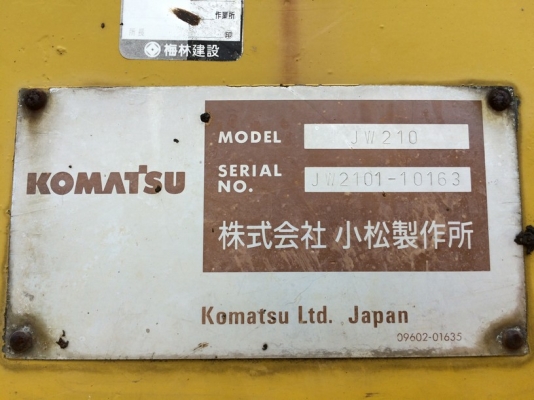 作業所
印
梅林建設
KOMATSU
MODEL JW210
SERIAL NO. JW2101-10163
株式会社 小松製作所
Komatsu Ltd. Japan
09602-01635